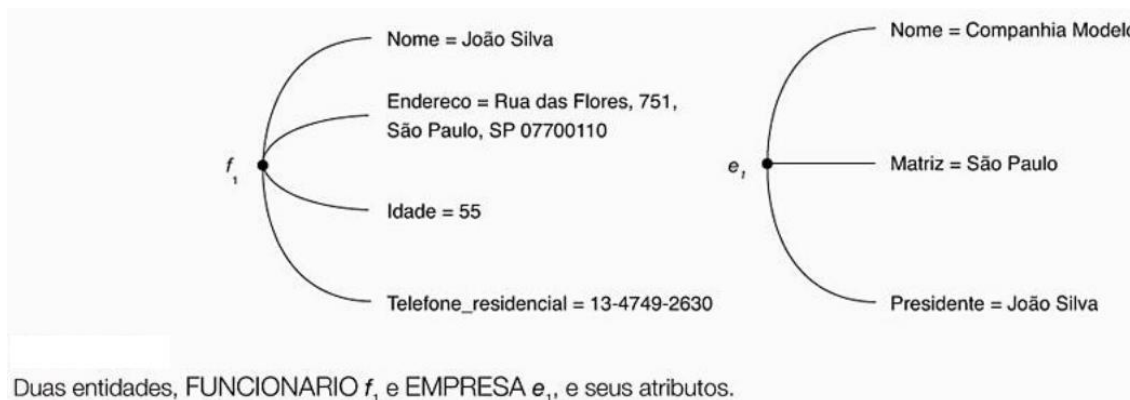 Nome = João Silva
Endereco = Rua das Flores, 751,
São Paulo, SP 07700110
f₁
Idade = 55
Telefone_residencial = 13-4749-2630
Nome = Companhia Modelo
e₁
Matriz = São Paulo
Presidente = João Silva
Duas entidades, FUNCIONARIO f₁ e EMPRESA e₁, e seus atributos.